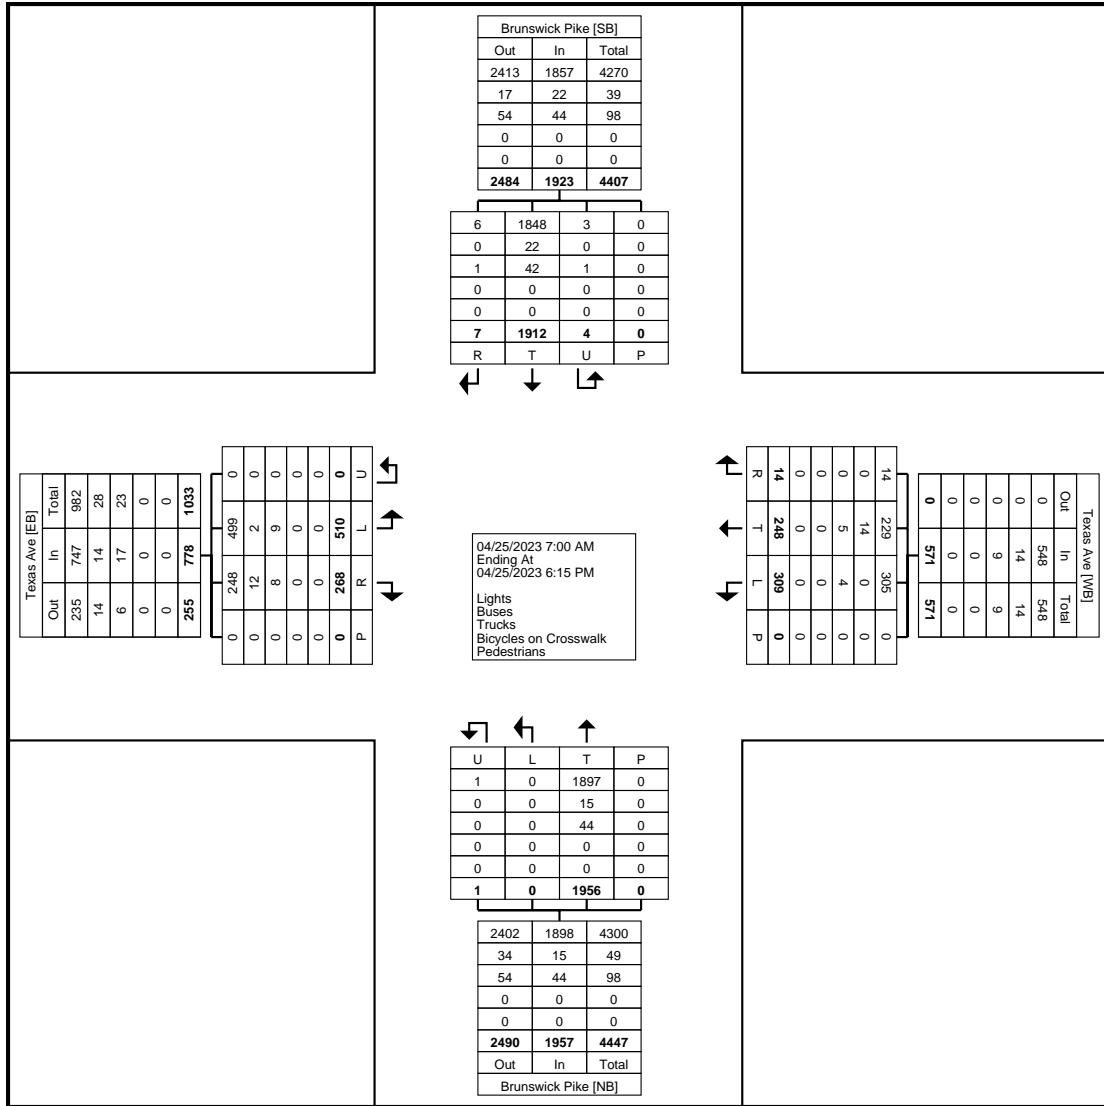 Brunswick Pike [SB]
Out In Total
2413 1857 4270
17 22 39
54 44 98
0 0 0
0 0 0
2484 1923 4407
6 1848 3 0
0 22 0 0
1 42 1 0
0 0 0 0
0 0 0 0
7 1912 4 0
R T U P
Texas Ave [EB]
Out In Total
235 747 982
14 14 28
6 17 23
0 0 0
0 0 0
255 778 1033
0 248 499 0
0 12 2 0
0 8 9 0
0 0 0 0
0 0 0 0
0 268 510 0
P R L U
04/25/2023 7:00 AM
Ending At
04/25/2023 6:15 PM
Lights
Buses
Trucks
Bicycles on Crosswalk
Pedestrians
Texas Ave [WB]
Out In Total
0 548 548
0 14 14
0 9 9
0 0 0
0 0 0
0 571 571
14 229 305 0
0 14 0 0
0 5 4 0
0 0 0 0
0 0 0 0
14 248 309 0
R T L P
U L T P
1 0 1897 0
0 0 15 0
0 0 44 0
0 0 0 0
0 0 0 0
1 0 1956 0
2402 1898 4300
34 15 49
54 44 98
0 0 0
0 0 0
2490 1957 4447
Out In Total
Brunswick Pike [NB]